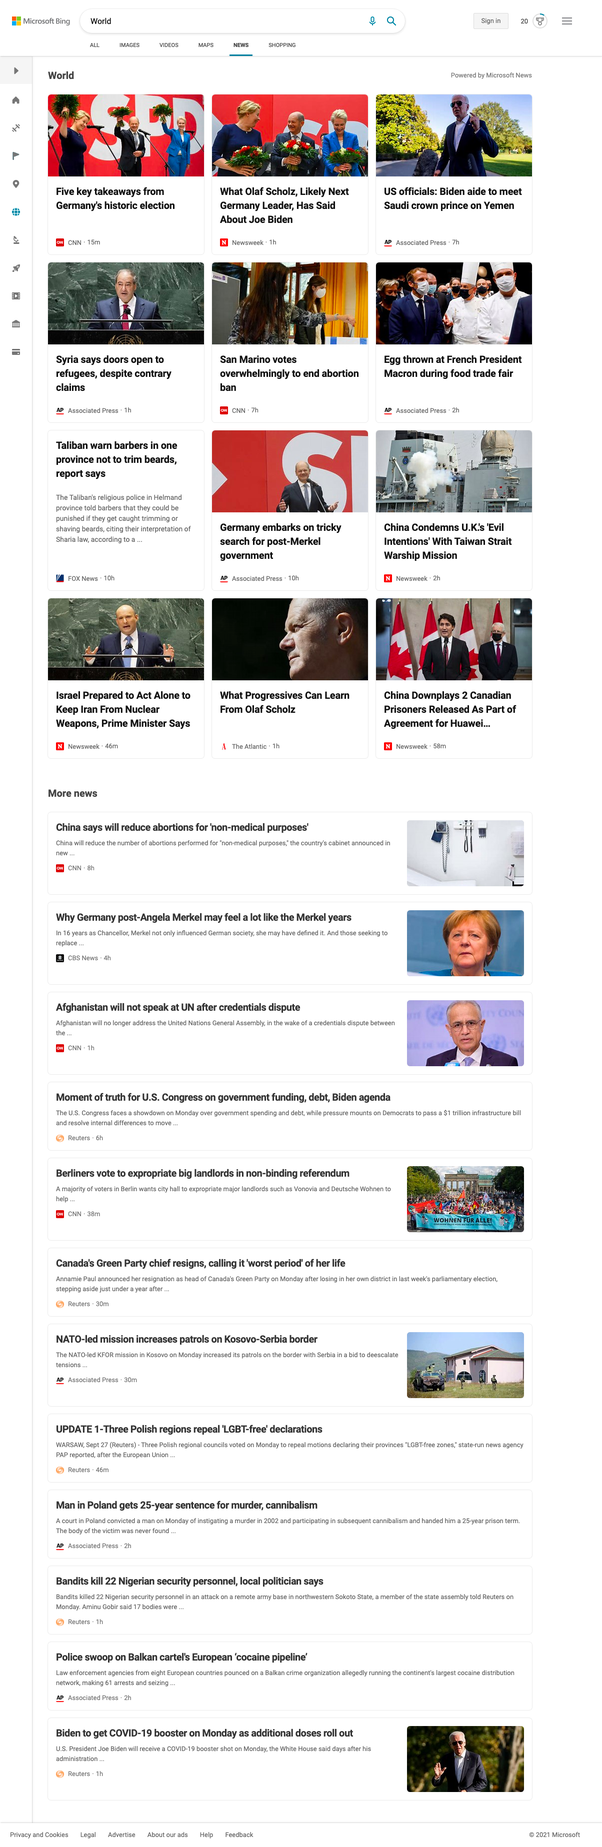 Microsoft Bing
World
Sign in
20
ALL
IMAGES
VIDEOS
MAPS
NEWS
SHOPPING
World
Powered by Microsoft News
SPD
Five key takeaways from
Germany's historic election
CNN · 15m
What Olaf Scholz, Likely Next
Germany Leader, Has Said
About Joe Biden
Newsweek · 1h
US officials: Biden aide to meet
Saudi crown prince on Yemen
AP Associated Press · 7h
Syria says doors open to
refugees, despite contrary
claims
AP Associated Press · 1h
San Marino votes
overwhelmingly to end abortion
ban
CNN · 7h
Egg thrown at French President
Macron during food trade fair
AP Associated Press · 2h
Taliban warn barbers in one
province not to trim beards,
report says
The Taliban's religious police in Helmand
province told barbers that they could be
punished if they get caught trimming or
shaving beards, citing their interpretation of
Sharia law, according to a ...
FOX News · 10h
Germany embarks on tricky
search for post-Merkel
government
AP Associated Press · 10h
China Condemns U.K.'s 'Evil
Intentions' With Taiwan Strait
Warship Mission
Newsweek · 2h
Israel Prepared to Act Alone to
Keep Iran From Nuclear
Weapons, Prime Minister Says
Newsweek · 46m
What Progressives Can Learn
From Olaf Scholz
The Atlantic · 1h
China Downplays 2 Canadian
Prisoners Released As Part of
Agreement for Huawei...
Newsweek · 58m
More news
China says will reduce abortions for 'non-medical purposes'
China will reduce the number of abortions performed for "non-medical purposes," the country's cabinet announced in
new ...
CNN · 8h
Why Germany post-Angela Merkel may feel a lot like the Merkel years
In 16 years as Chancellor, Merkel not only influenced German society, she may have defined it. And those seeking to
replace ...
CBS News · 4h
Afghanistan will not speak at UN after credentials dispute
Afghanistan will no longer address the United Nations General Assembly, in the wake of a credentials dispute between
the ...
CNN · 1h
Moment of truth for U.S. Congress on government funding, debt, Biden agenda
The U.S. Congress faces a showdown on Monday over government spending and debt, while pressure mounts on Democrats to pass a $1 trillion infrastructure bill
and resolve internal differences to move ...
Reuters · 6h
Berliners vote to expropriate big landlords in non-binding referendum
A majority of voters in Berlin wants city hall to expropriate major landlords such as Vonovia and Deutsche Wohnen to
help ...
CNN · 38m
WOHNEN FÜR ALLE!
Canada's Green Party chief resigns, calling it 'worst period' of her life
Annamie Paul announced her resignation as head of Canada's Green Party on Monday after losing in her own district in last week's parliamentary election,
stepping aside just under a year after ...
Reuters · 30m
NATO-led mission increases patrols on Kosovo-Serbia border
The NATO-led KFOR mission in Kosovo on Monday increased its patrols on the border with Serbia in a bid to deescalate
tensions ...
AP Associated Press · 30m
UPDATE 1-Three Polish regions repeal 'LGBT-free' declarations
WARSAW, Sept 27 (Reuters) - Three Polish regional councils voted on Monday to repeal motions declaring their provinces "LGBT-free zones," state-run news agency
PAP reported, after the European Union ...
Reuters · 46m
Man in Poland gets 25-year sentence for murder, cannibalism
A court in Poland convicted a man on Monday of instigating a murder in 2002 and participating in subsequent cannibalism and handed him a 25-year prison term.
The body of the victim was never found ...
AP Associated Press · 2h
Bandits kill 22 Nigerian security personnel, local politician says
Bandits killed 22 Nigerian security personnel in an attack on a remote army base in northwestern Sokoto State, a member of the state assembly told Reuters on
Monday. Aminu Gobir said 17 bodies were ...
Reuters · 1h
Police swoop on Balkan cartel's European 'cocaine pipeline'
Law enforcement agencies from eight European countries pounced on a Balkan crime organization allegedly running the continent's largest cocaine distribution
network, making 61 arrests and seizing ...
AP Associated Press · 2h
Biden to get COVID-19 booster on Monday as additional doses roll out
U.S. President Joe Biden will receive a COVID-19 booster shot on Monday, the White House said days after his
administration ...
Reuters · 1h
Privacy and Cookies
Legal
Advertise
About our ads
Help
Feedback
© 2021 Microsoft